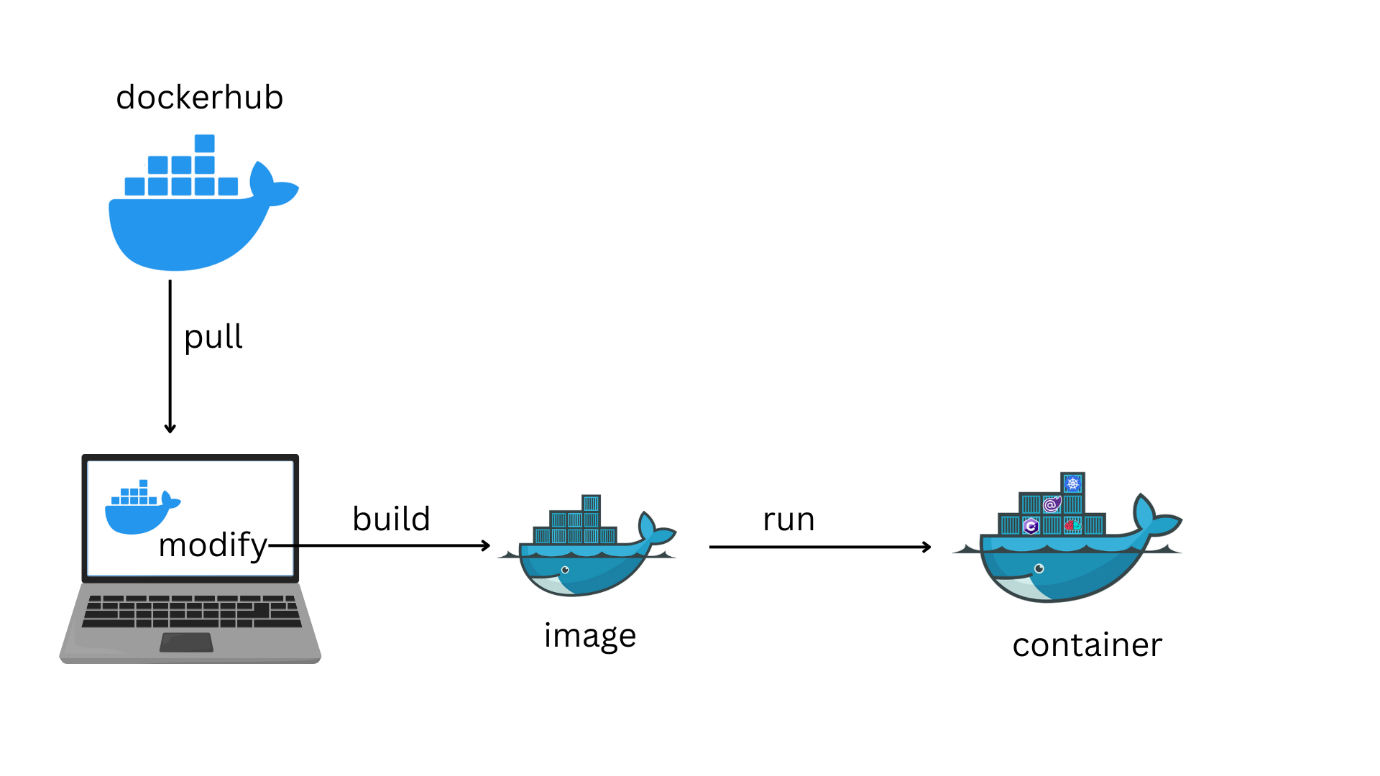 dockerhub
pull
modify
build
run
image
container